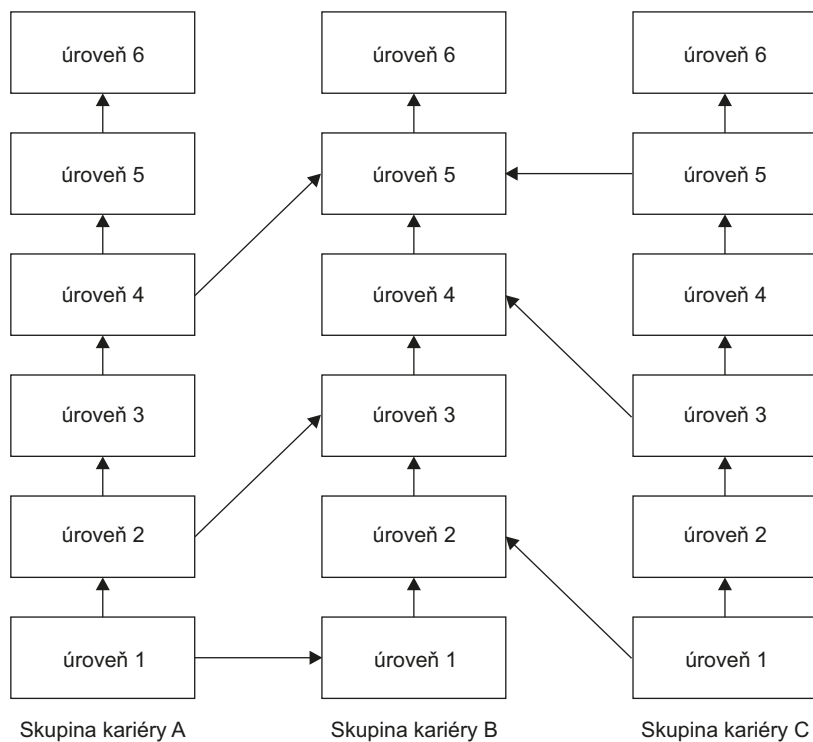 úroveň 6 úroveň 6 úroveň 6
úroveň 5 úroveň 5 úroveň 5
úroveň 4 úroveň 4 úroveň 4
úroveň 3 úroveň 3 úroveň 3
úroveň 2 úroveň 2 úroveň 2
úroveň 1 úroveň 1 úroveň 1
Skupina kariéry A Skupina kariéry B Skupina kariéry C